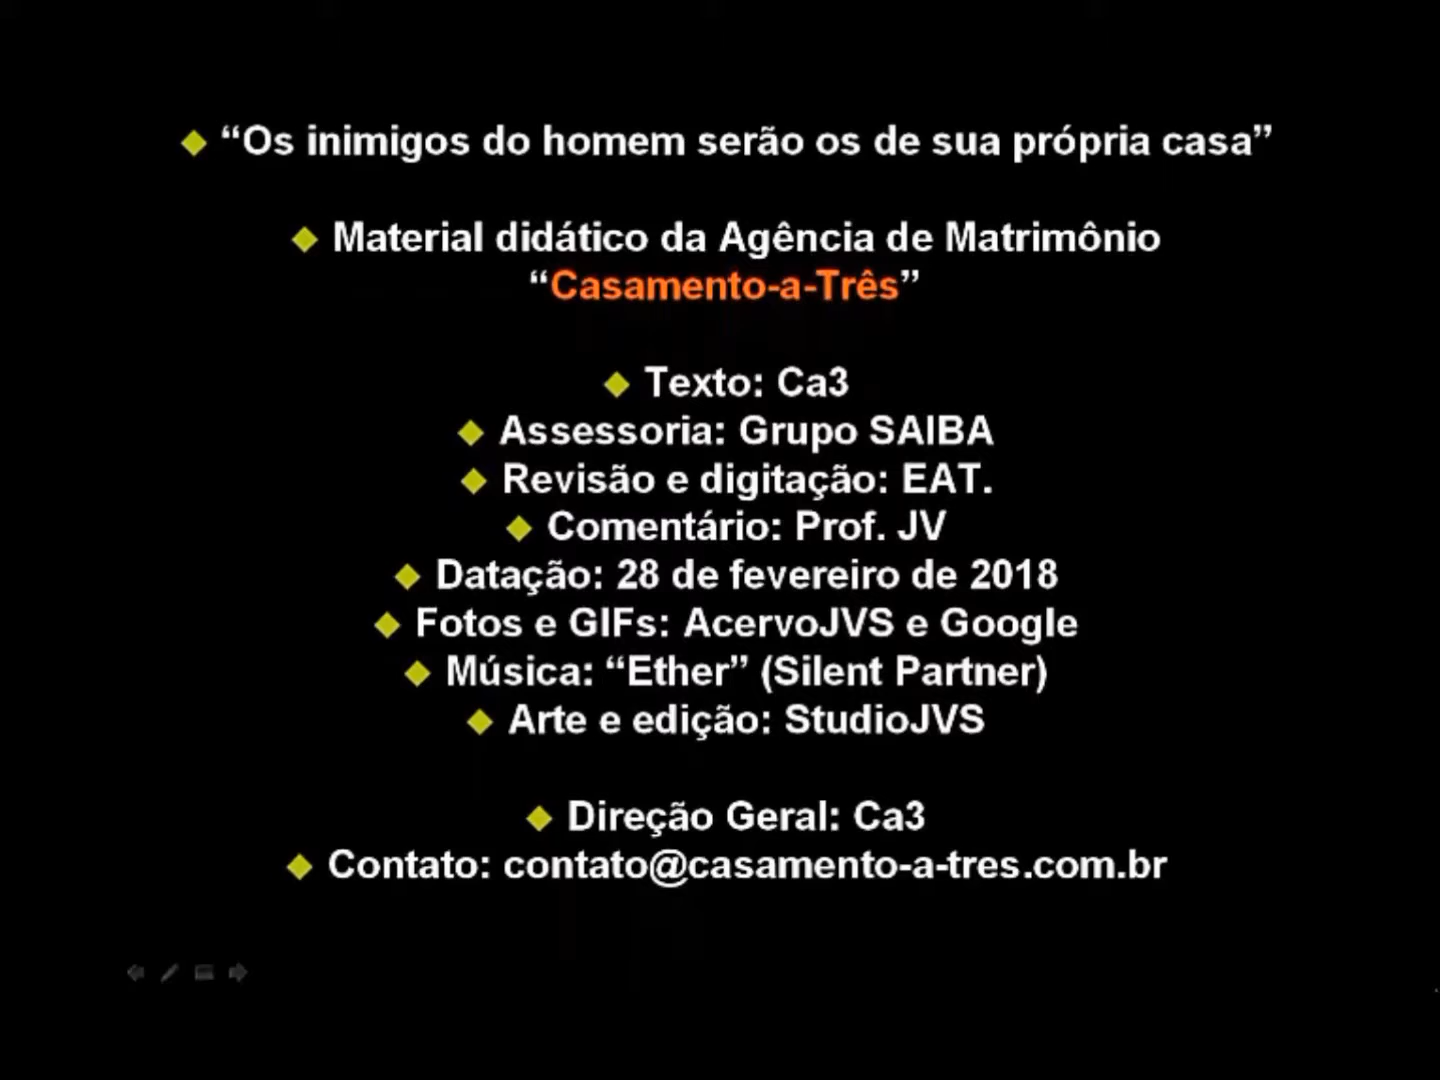 “Os inimigos do homem serão os de sua própria casa”
Material didático da Agência de Matrimônio
“Casamento-a-Três”
Texto: Ca3
Assessoria: Grupo SAIBA
Revisão e digitação: EAT.
Comentário: Prof. JV
Datação: 28 de fevereiro de 2018
Fotos e GIFs: AcervoJVS e Google
Música: “Ether” (Silent Partner)
Arte e edição: StudioJVS
Direção Geral: Ca3
Contato: contato@casamento-a-tres.com.br